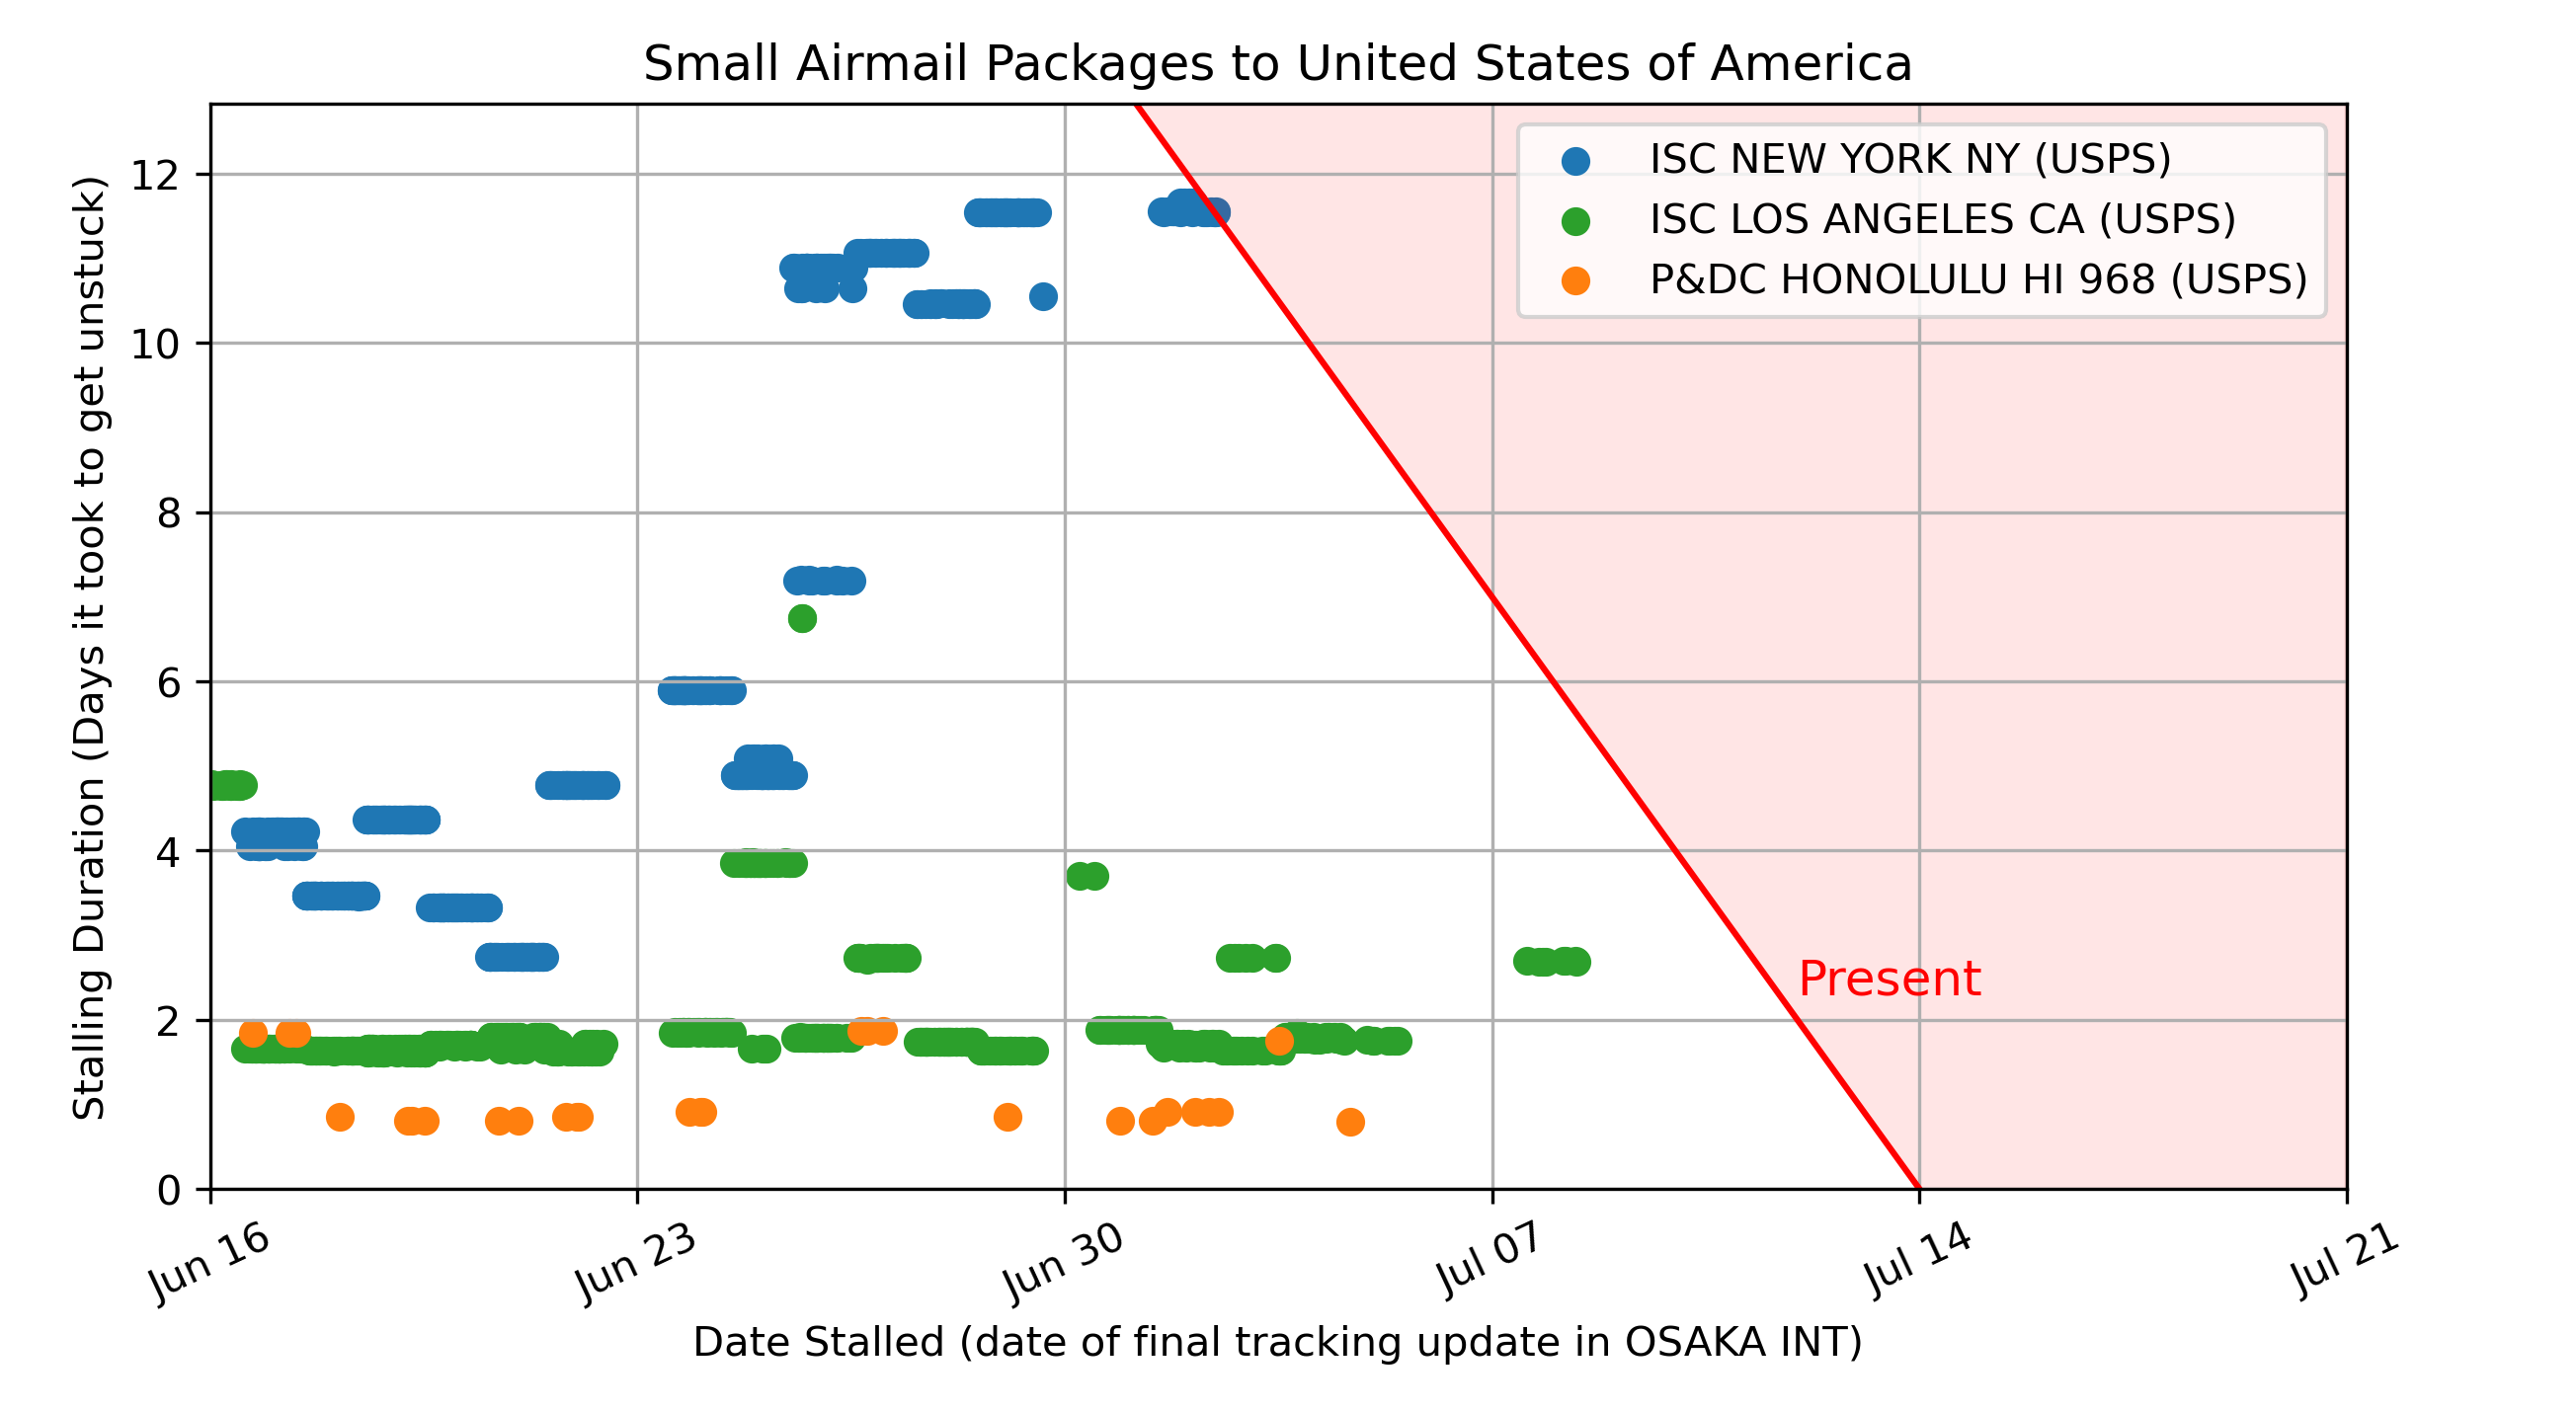 Small Airmail Packages to United States of America
ISC NEW YORK NY (USPS)
ISC LOS ANGELES CA (USPS)
P&DC HONOLULU HI 968 (USPS)
Stalling Duration (Days it took to get unstuck)
12
10
8
6
4
2
0
Present
Jun 16
Jun 23
Jun 30
Jul 07
Jul 14
Jul 21
Date Stalled (date of final tracking update in OSAKA INT)